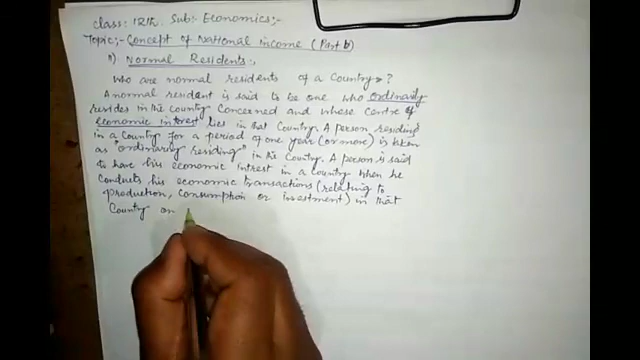 Class: 12th. Sub:- Economics:-
Topic:- Concept of National income (Part b)
ii) Normal Residents:-
Who are normal residents of a Country→?
A normal resident is said to be one who ordinarily
resides in the country concerned and whose centre of
economic interest lies in that Country. A person residing
in a Country for a period of one year (or more) is taken
as "ordinarily residing" in the Country. A person is said
to have his economic interest in a country when he
conducts his economic transactions (relating to
production, consumption or investment) in that
Country on